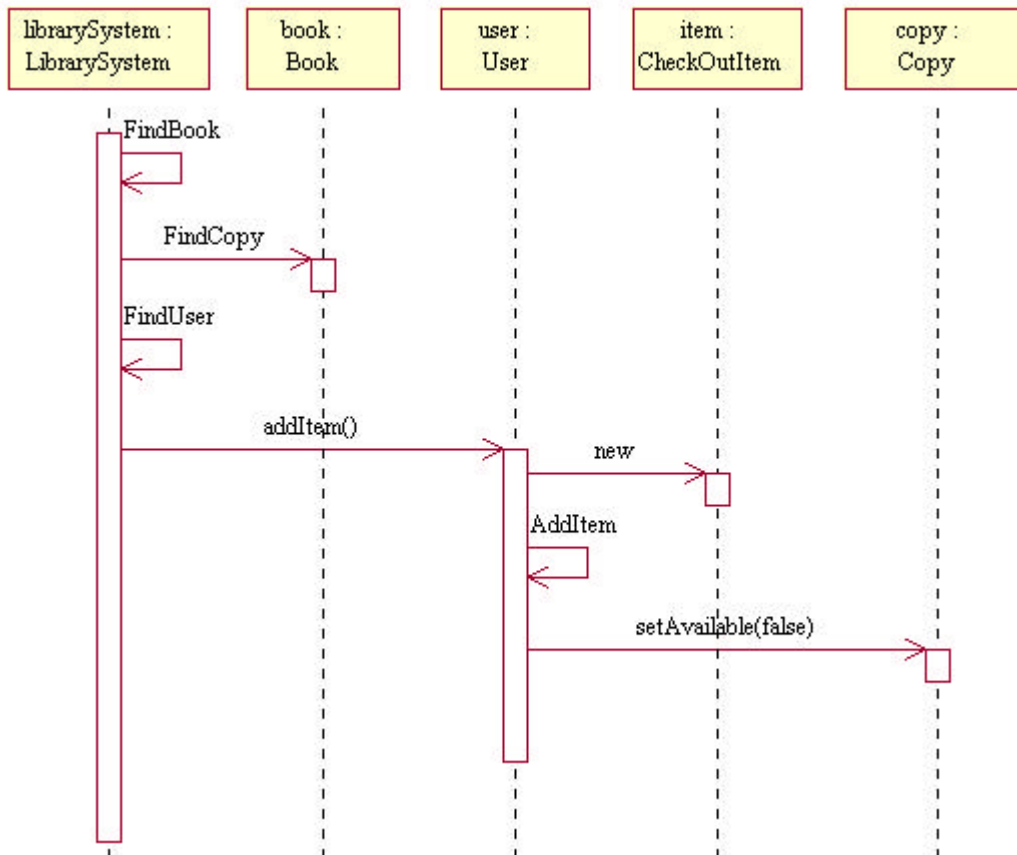 librarySystem :
LibrarySystem
book :
Book
user :
User
item :
CheckOutItem
copy :
Copy
FindBook
FindCopy
FindUser
addItem()
new
AddItem
setAvailable(false)